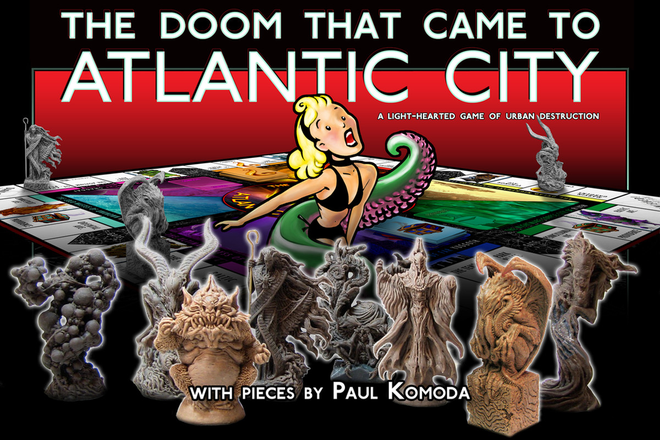 THE DOOM THAT CAME TO
ATLANTIC CITY
A LIGHT-HEARTED GAME OF URBAN DESTRUCTION
WITH PIECES BY PAUL KOMODA